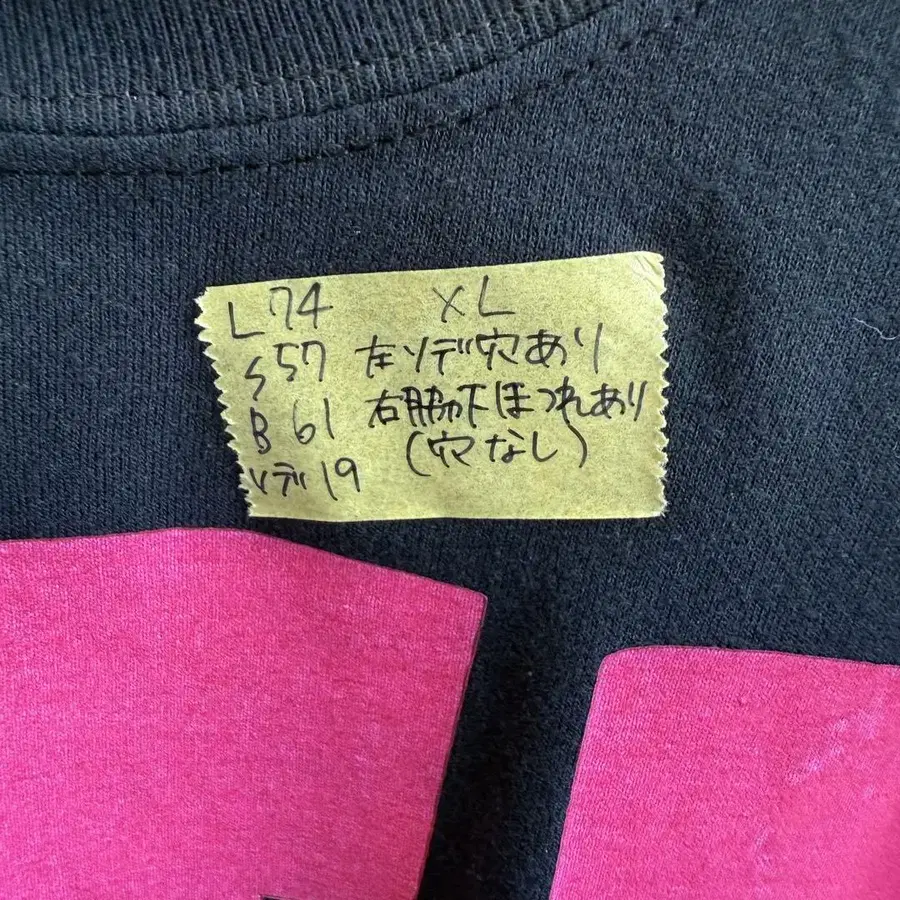 L74 XL
S57 左ソデ穴あり
B 61 右脇下ほつれあり
ソデ19 (穴なし)